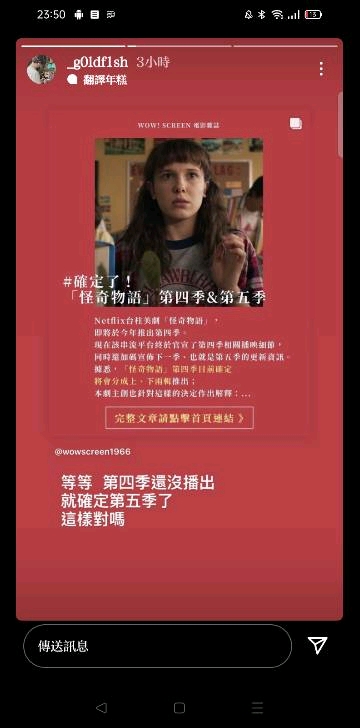 23:50
_g0ldf1sh 3小時
翻譯年糕
WOW! SCREEN 電影雜誌
#確定了！
「怪奇物語」第四季&第五季
Netflix台柱美劇「怪奇物語」，
即將於今年推出第四季。
現在該串流平台終於官宣了第四季相關播映細節，
同時還加碼宣佈下一季、也就是第五季的更新資訊。
據悉，「怪奇物語」第四季目前確定
將會分成上、下兩輯推出；
本劇主創也針對這樣的決定作出解釋：...
完整文章請點擊首頁連結 》
@wowscreen1966
等等 第四季還沒播出
就確定第五季了
這樣對嗎
傳送訊息